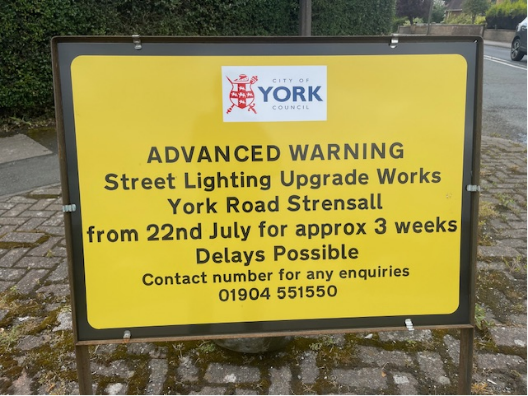 CITY OF
YORK
COUNCIL
ADVANCED WARNING
Street Lighting Upgrade Works
York Road Strensall
from 22nd July for approx 3 weeks
Delays Possible
Contact number for any enquiries
01904 551550